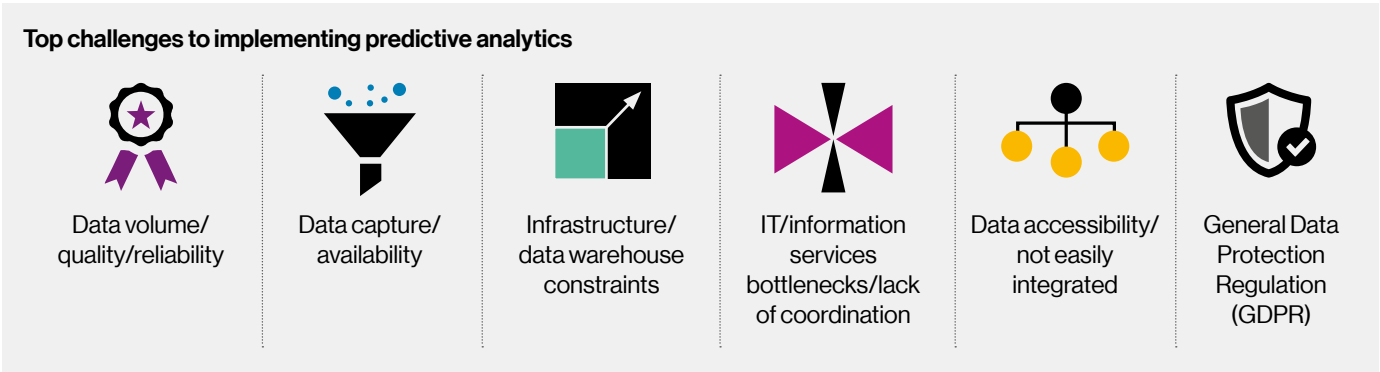 Top challenges to implementing predictive analytics
Data volume/
quality/reliability
Data capture/
availability
Infrastructure/
data warehouse
constraints
IT/information
services
bottlenecks/lack
of coordination
Data accessibility/
not easily
integrated
General Data
Protection
Regulation
(GDPR)